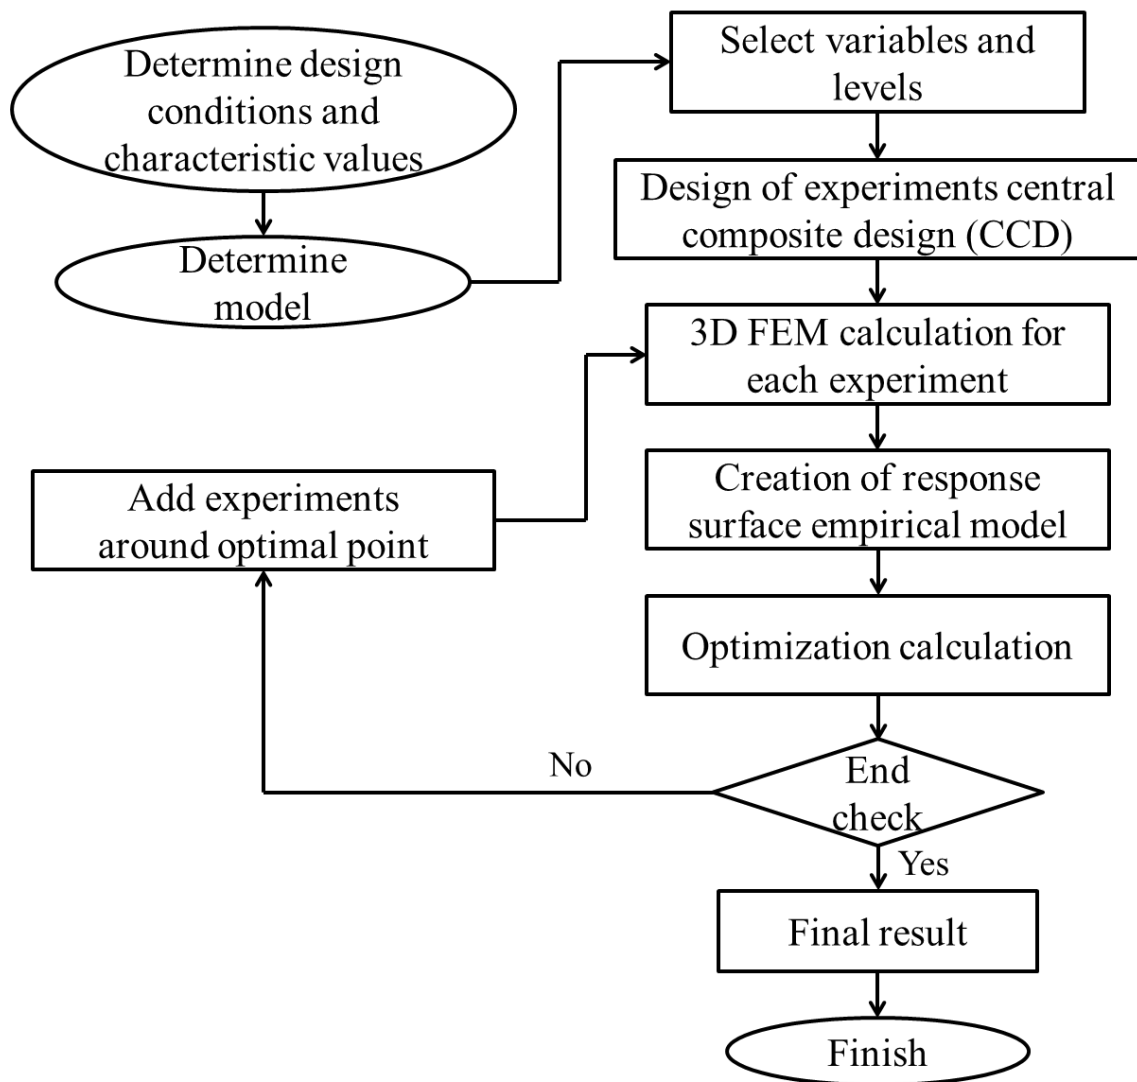 Determine design
conditions and
characteristic values
Determine
model
Select variables and
levels
Design of experiments central
composite design (CCD)
3D FEM calculation for
each experiment
Creation of response
surface empirical model
Optimization calculation
End
check
No
Add experiments
around optimal point
Yes
Final result
Finish